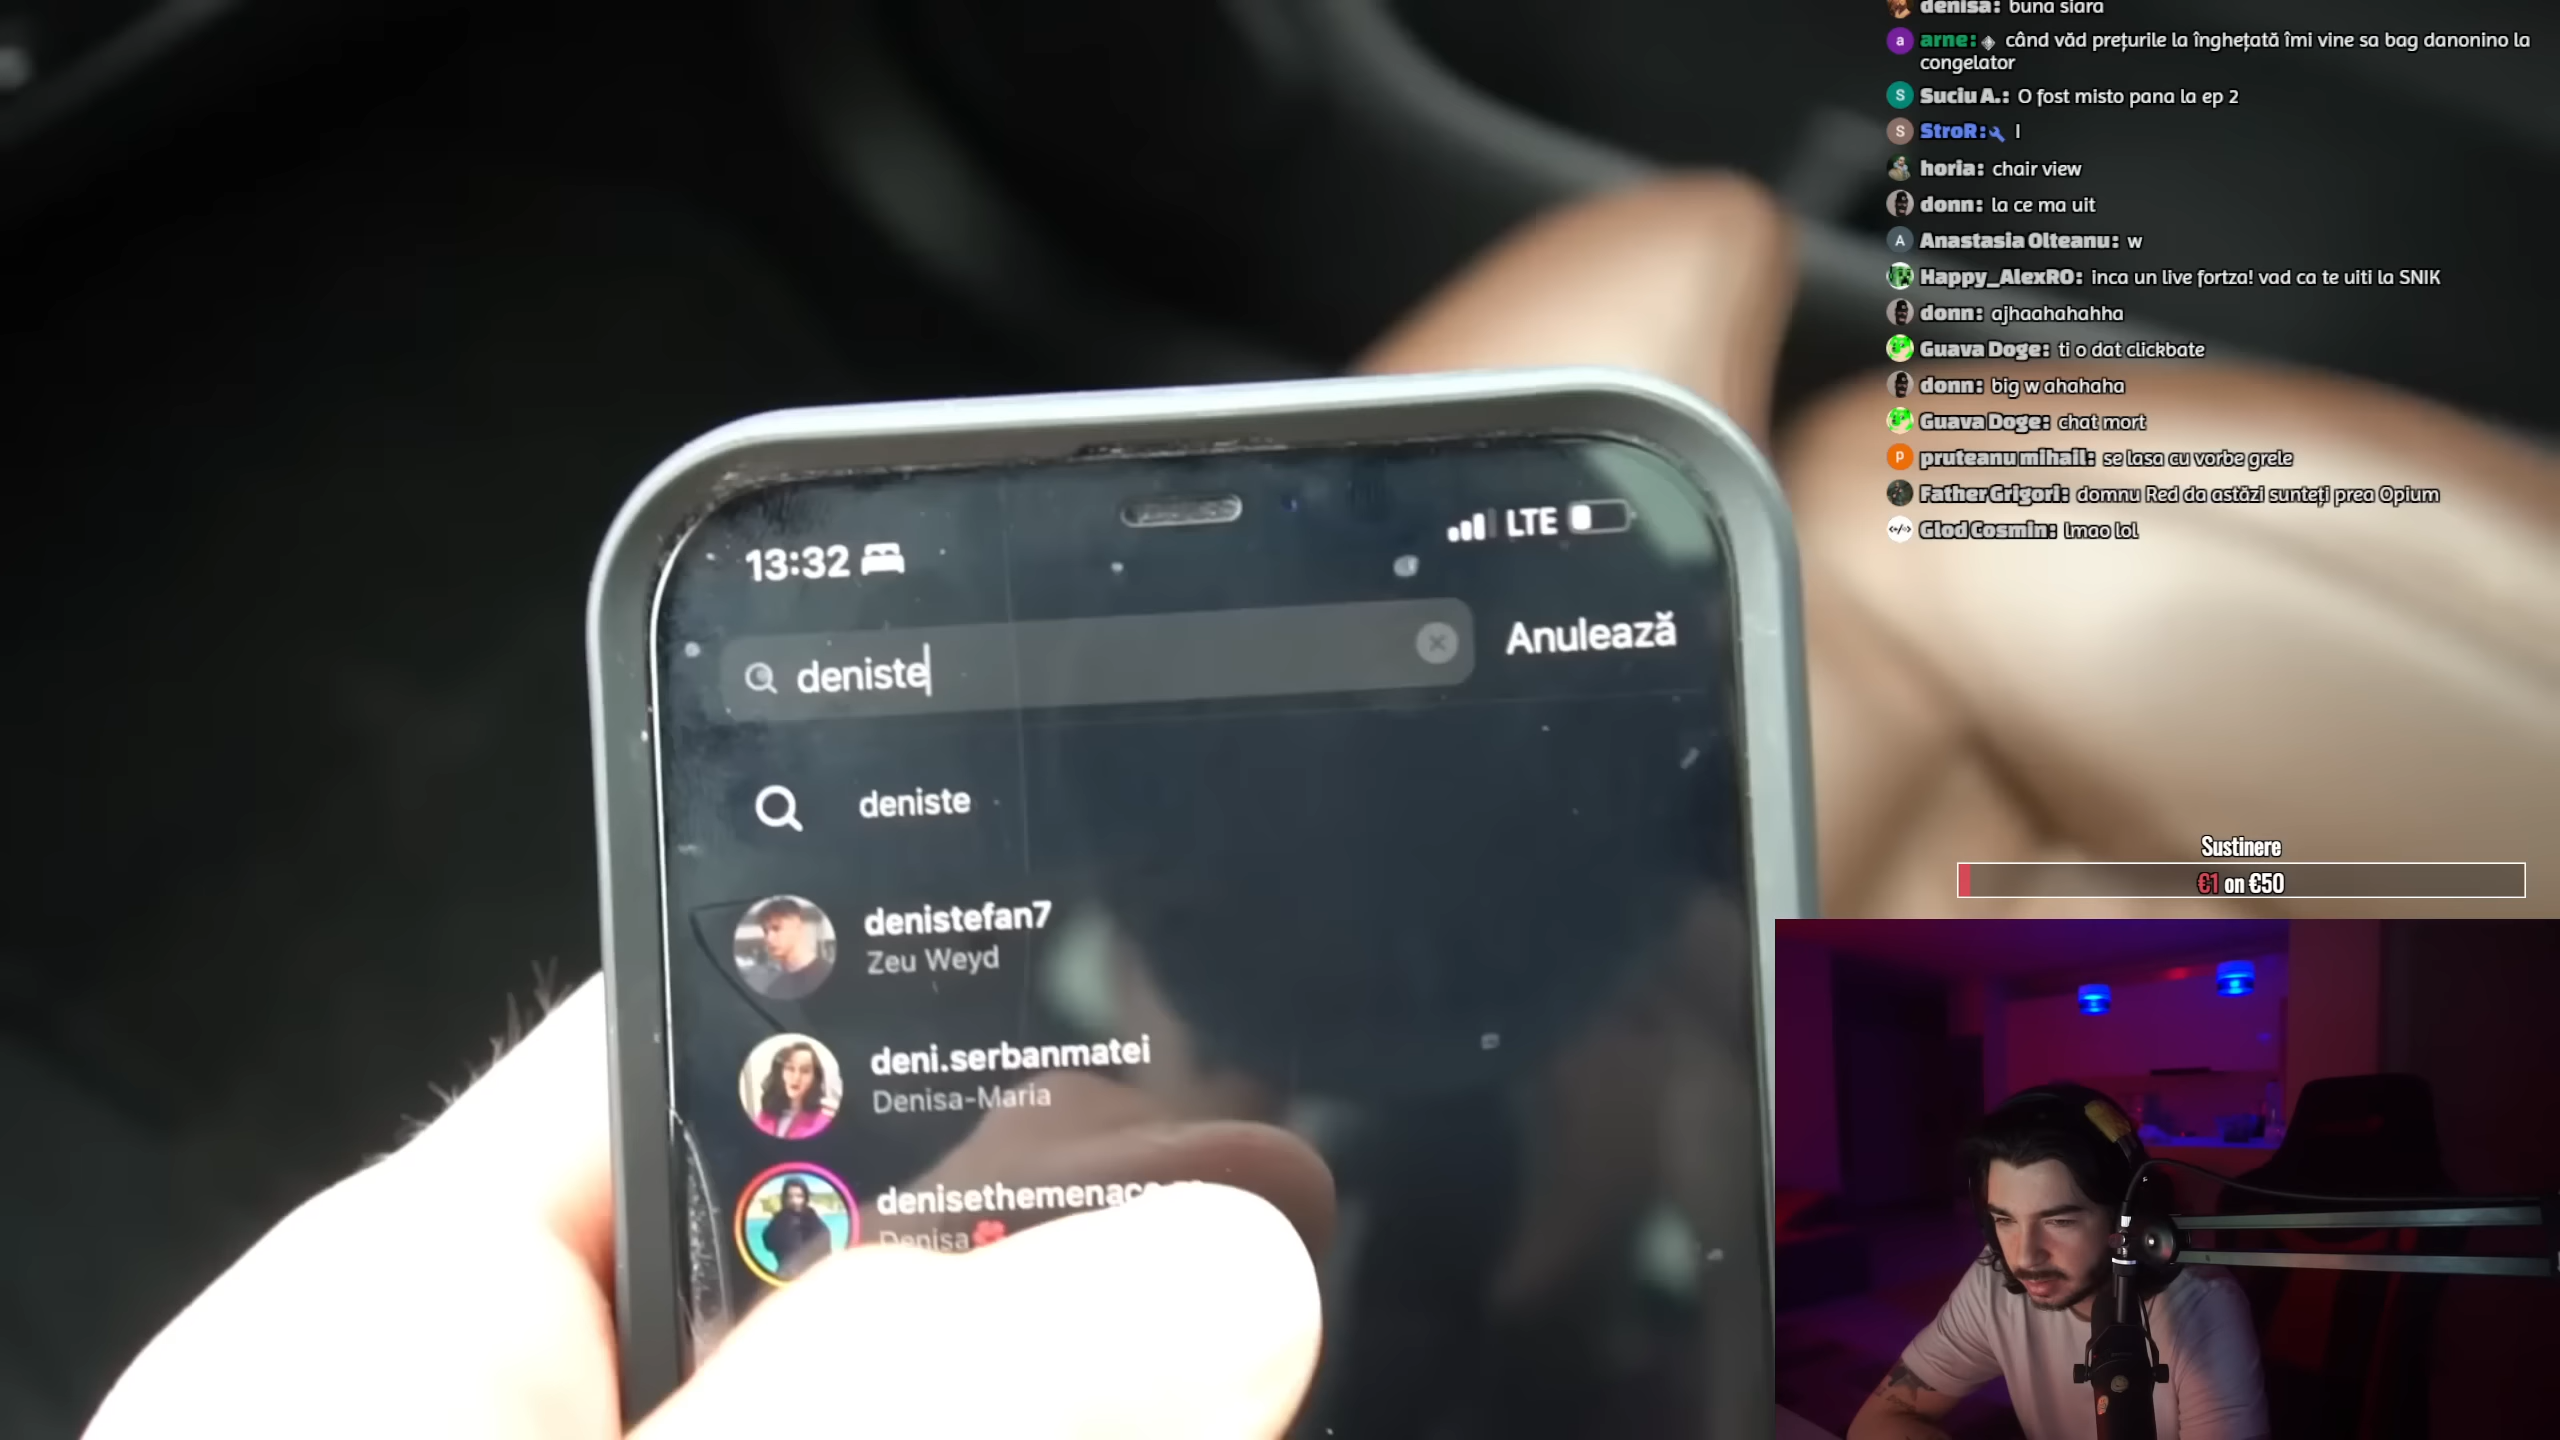 13:32
LTE
deniste
Anulează
deniste
denistefan7
Zeu Weyd
deni.serbanmatei
Denisa-Maria
denisethemenace
Denisa
denisa: buna siara
a arne: când văd prețurile la înghețată îmi vine sa bag danonino la
congelator
S Suciu A.: O fost misto pana la ep 2
S StroR: I
horia: chair view
donn: la ce ma uit
A Anastasia Olteanu: w
Happy_AlexRO: inca un live fortza! vad ca te uiti la SNIK
donn: ajhaahahahha
Guava Doge: ti o dat clickbate
donn: big w ahahaha
Guava Doge: chat mort
P pruteanu mihail: se lasa cu vorbe grele
Father Grigori: domnu Red da astăzi sunteți prea Opium
Glod Cosmin: lmao lol
Sustinere
€1 on €50